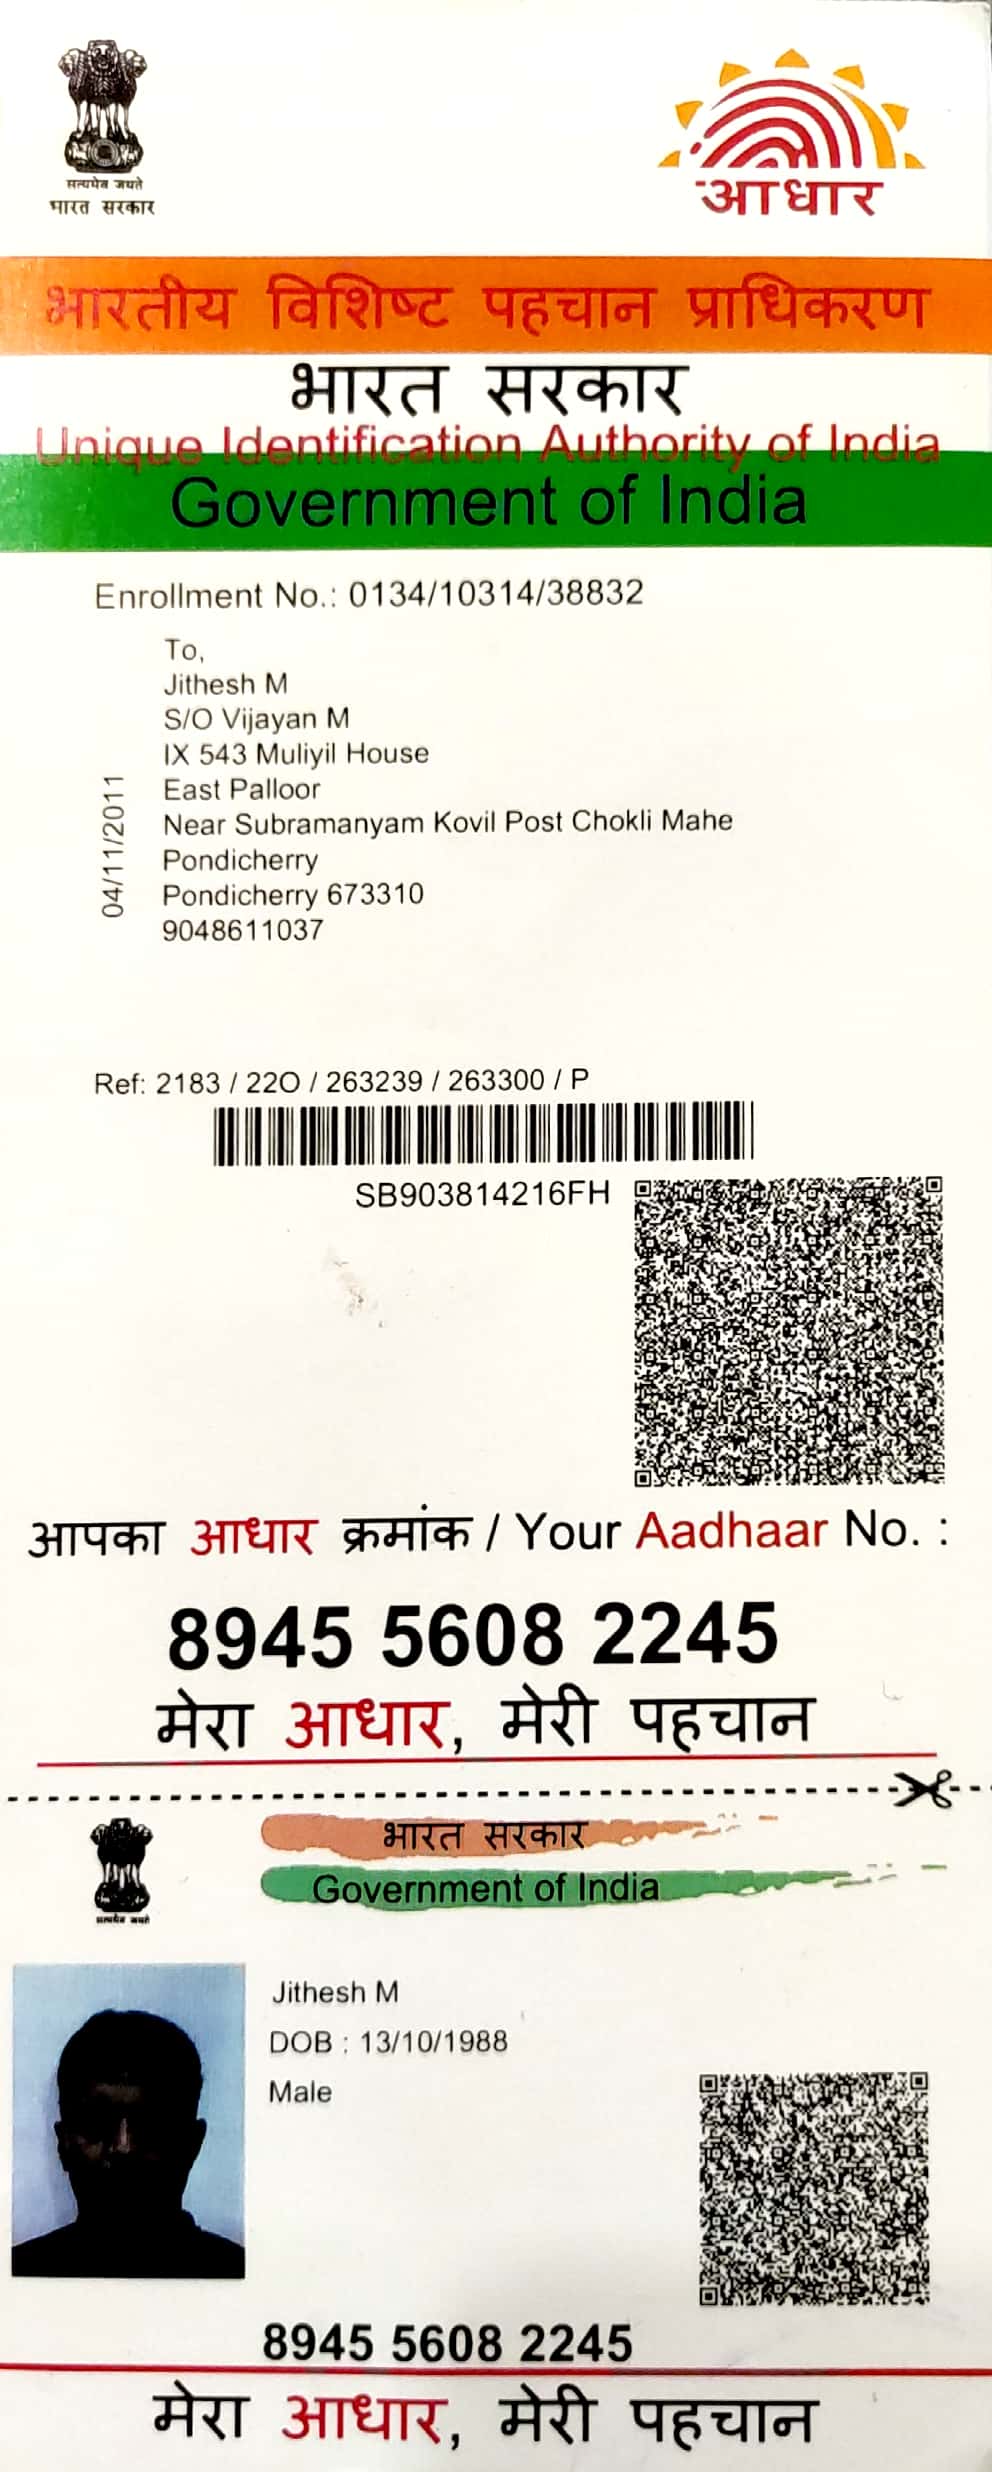 सत्यमेव जयते
भारत सरकार
आधार
भारतीय विशिष्ट पहचान प्राधिकरण
भारत सरकार
Unique Identification Authority of India
Government of India
Enrollment No.: 0134/10314/38832
To,
Jithesh M
S/O Vijayan M
IX 543 Muliyil House
East Palloor
Near Subramanyam Kovil Post Chokli Mahe
Pondicherry
Pondicherry 673310
9048611037
04/11/2011
Ref: 2183 / 22O / 263239 / 263300 / P
SB903814216FH
आपका आधार क्रमांक / Your Aadhaar No. :
8945 5608 2245
मेरा आधार, मेरी पहचान
सत्यमेव जयते
भारत सरकार
Government of India
Jithesh M
DOB : 13/10/1988
Male
8945 5608 2245
मेरा आधार, मेरी पहचान